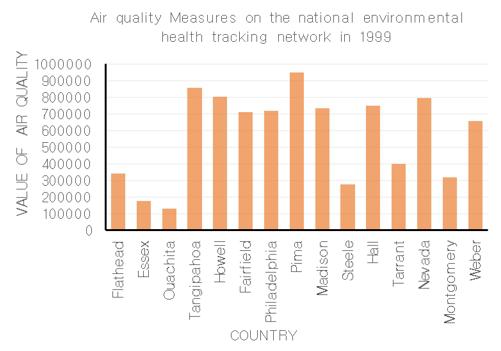 Air quality Measures on the national environmental
health tracking network in 1999
VALUE OF AIR QUALITY
1000000
900000
800000
700000
600000
500000
400000
300000
200000
100000
0
Flathead
Essex
Ouachita
Tangipahoa
Howell
Fairfield
Philadelphia
Pima
Madison
Steele
Hall
Tarrant
Nevada
Montgomery
Weber
COUNTRY